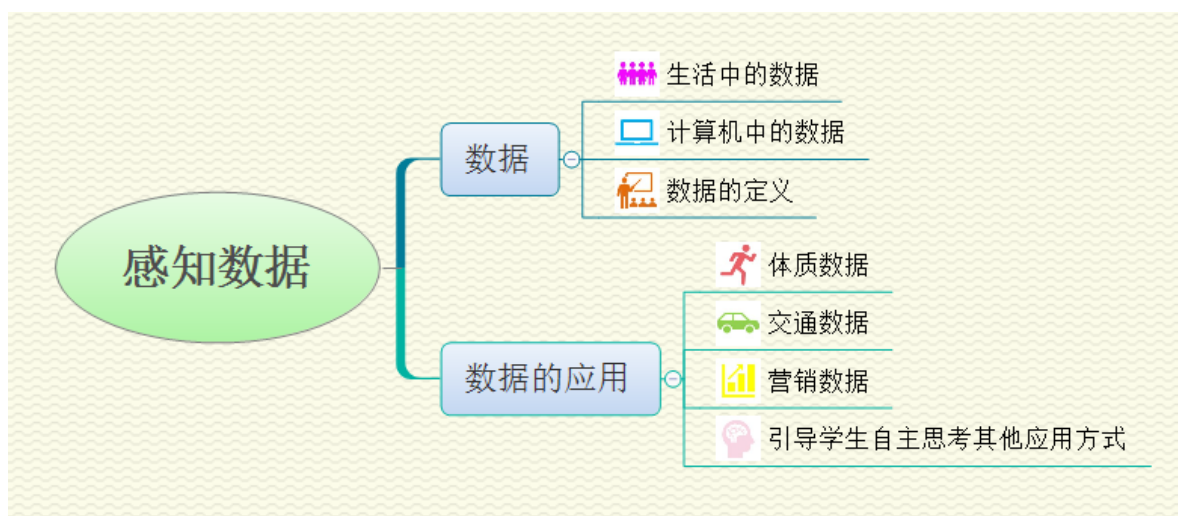 感知数据
数据
生活中的数据
计算机中的数据
数据的定义
数据的应用
体质数据
交通数据
营销数据
引导学生自主思考其他应用方式